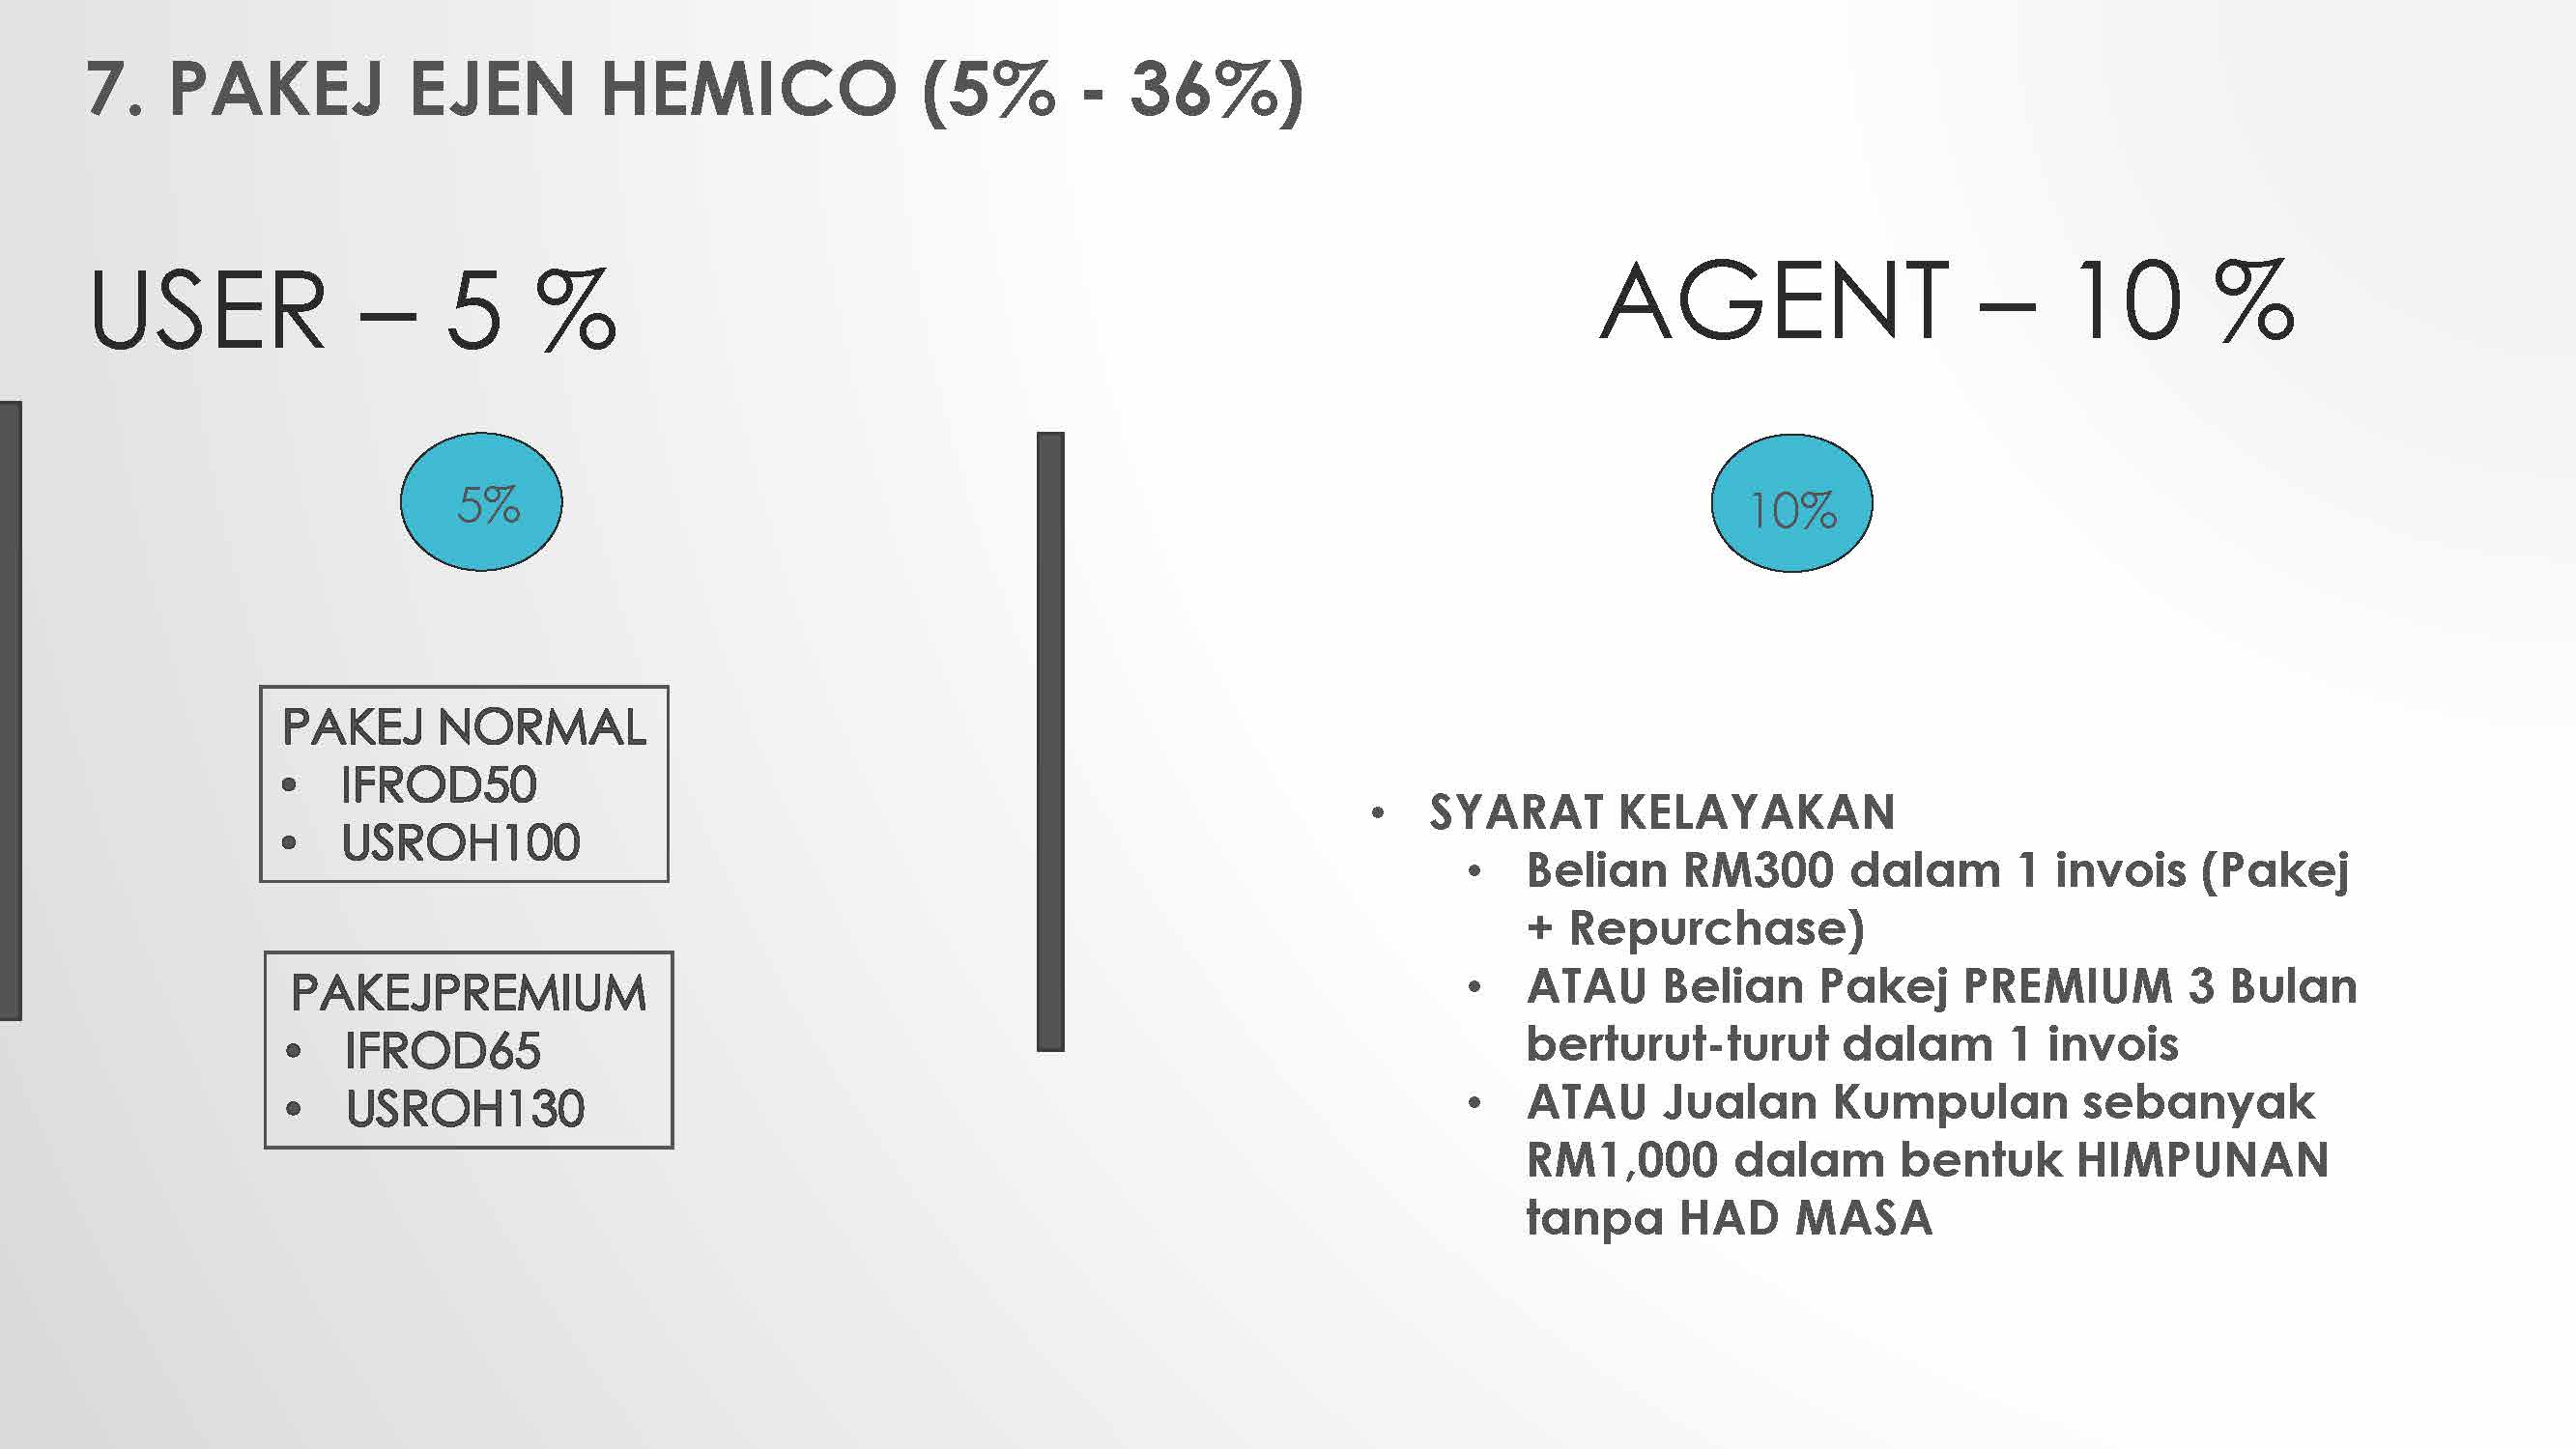 7. PAKEJ EJEN HEMICO (5% - 36%)
USER – 5 %
5%
PAKEJ NORMAL
• IFROD50
• USROH100
PAKEJPREMIUM
• IFROD65
• USROH130
AGENT – 10 %
10%
• SYARAT KELAYAKAN
• Belian RM300 dalam 1 invois (Pakej
+ Repurchase)
• ATAU Belian Pakej PREMIUM 3 Bulan
berturut-turut dalam 1 invois
• ATAU Jualan Kumpulan sebanyak
RM1,000 dalam bentuk HIMPUNAN
tanpa HAD MASA